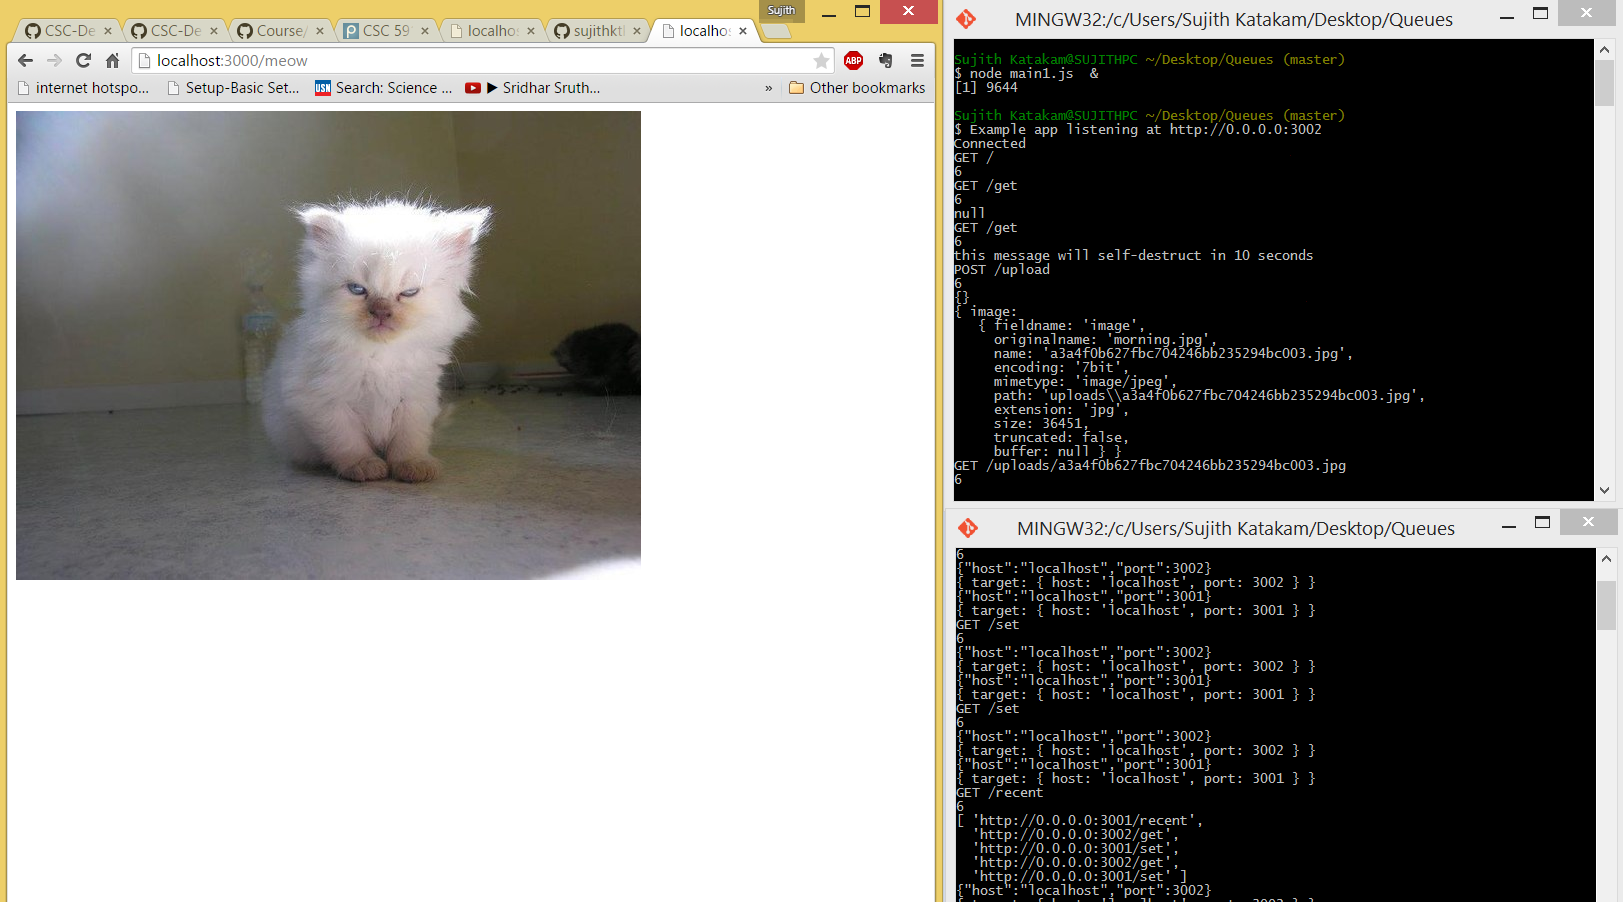 Sujith
CSC-De
CSC-De
Course/
CSC 59
localhos
sujithktk
localhos
localhost:3000/meow
ABP
internet hotspo...
Setup-Basic Set...
USN
Search: Science ...
▶ Sridhar Sruth...
»
Other bookmarks
MINGW32:/c/Users/Sujith Katakam/Desktop/Queues
Sujith Katakam@SUJITHPC ~/Desktop/Queues (master)
$ node main1.js  &
[1] 9644
Sujith Katakam@SUJITHPC ~/Desktop/Queues (master)
$ Example app listening at http://0.0.0.0:3002
Connected
GET /
6
GET /get
6
null
GET /get
6
this message will self-destruct in 10 seconds
POST /upload
6
{}
{ image:
   { fieldname: 'image',
     originalname: 'morning.jpg',
     name: 'a3a4f0b627fbc704246bb235294bc003.jpg',
     encoding: '7bit',
     mimetype: 'image/jpeg',
     path: 'uploads\\a3a4f0b627fbc704246bb235294bc003.jpg',
     extension: 'jpg',
     size: 36451,
     truncated: false,
     buffer: null } }
GET /uploads/a3a4f0b627fbc704246bb235294bc003.jpg
6
MINGW32:/c/Users/Sujith Katakam/Desktop/Queues
6
{"host":"localhost","port":3002}
{ target: { host: 'localhost', port: 3002 } }
{"host":"localhost","port":3001}
{ target: { host: 'localhost', port: 3001 } }
GET /set
6
{"host":"localhost","port":3002}
{ target: { host: 'localhost', port: 3002 } }
{"host":"localhost","port":3001}
{ target: { host: 'localhost', port: 3001 } }
GET /set
6
{"host":"localhost","port":3002}
{ target: { host: 'localhost', port: 3002 } }
{"host":"localhost","port":3001}
{ target: { host: 'localhost', port: 3001 } }
GET /recent
6
[ 'http://0.0.0.0:3001/recent',
  'http://0.0.0.0:3002/get',
  'http://0.0.0.0:3001/set',
  'http://0.0.0.0:3002/get',
  'http://0.0.0.0:3001/set' ]
{"host":"localhost","port":3002}